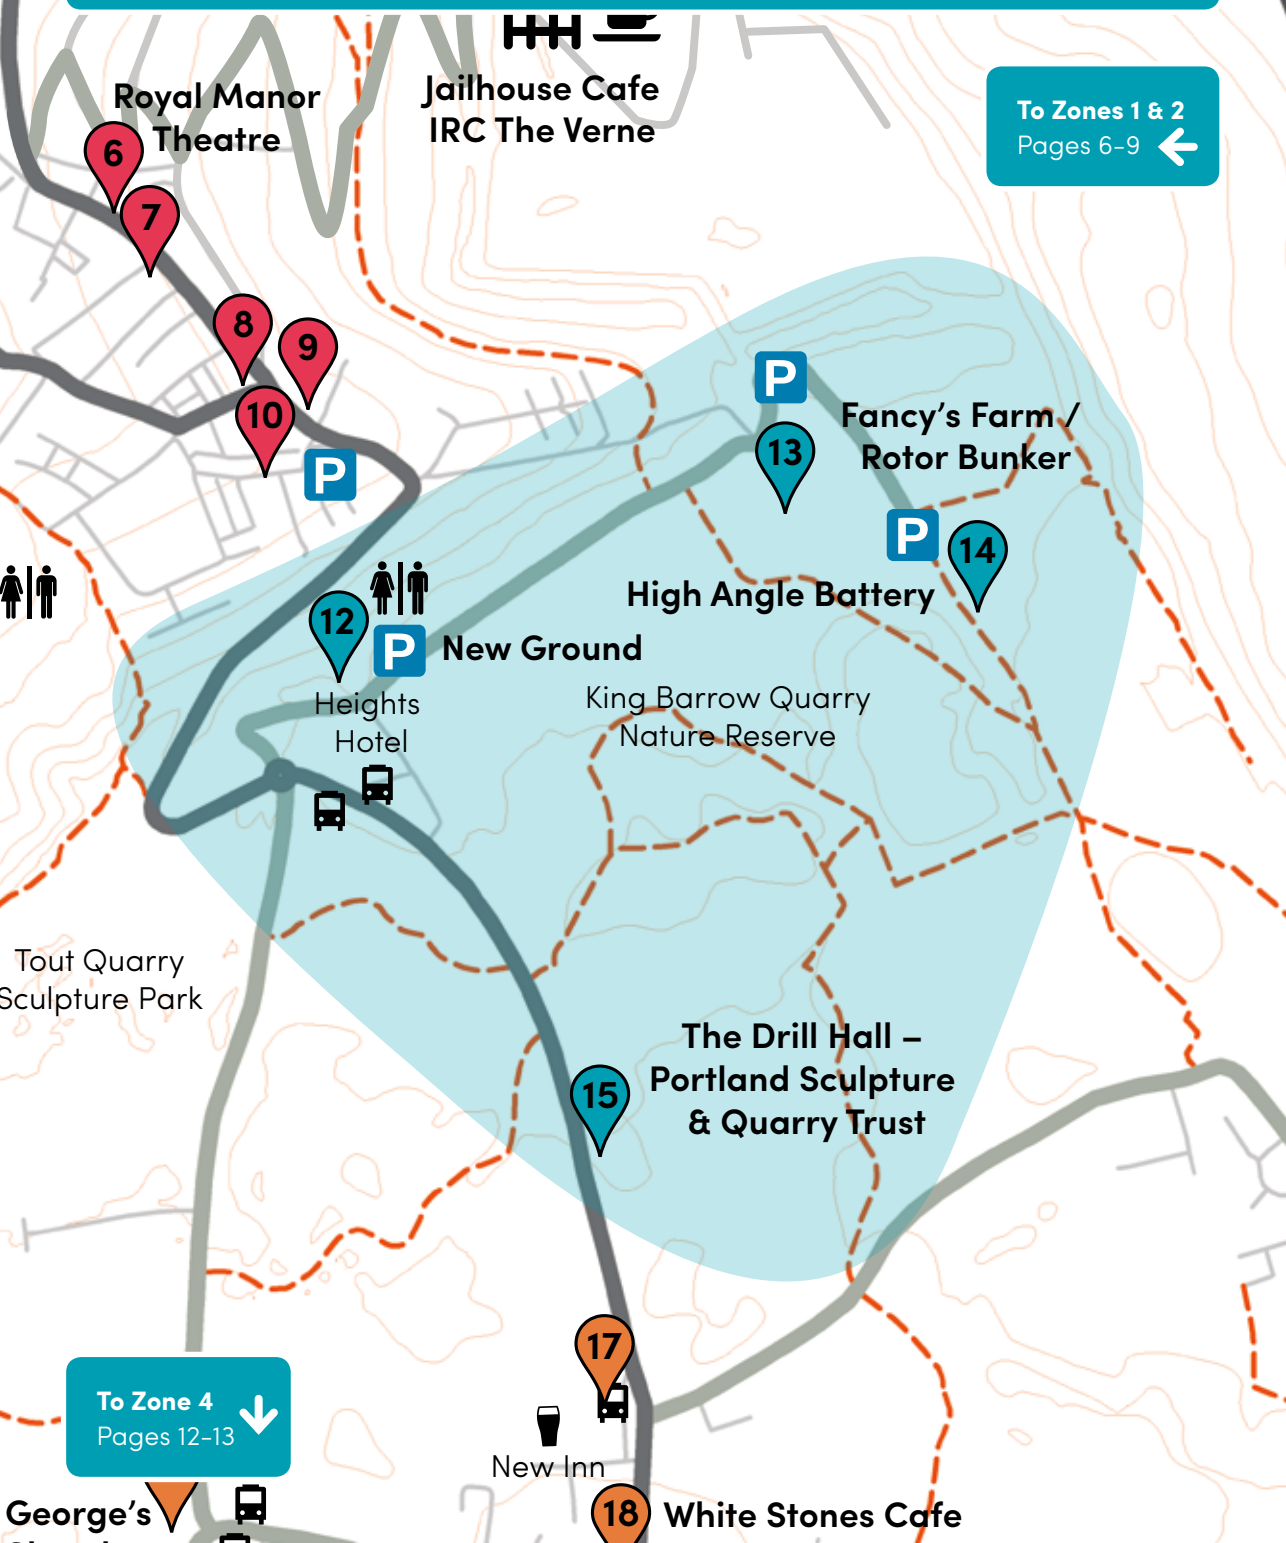 Jailhouse Cafe
IRC The Verne
Royal Manor
Theatre
To Zones 1 & 2
Pages 6-9
6
7
8
9
10
P
P
13
Fancy's Farm /
Rotor Bunker
P
14
High Angle Battery
12
P
New Ground
Heights
Hotel
King Barrow Quarry
Nature Reserve
Tout Quarry
Sculpture Park
The Drill Hall –
Portland Sculpture
& Quarry Trust
15
17
To Zone 4
Pages 12-13
New Inn
George's
18
White Stones Cafe